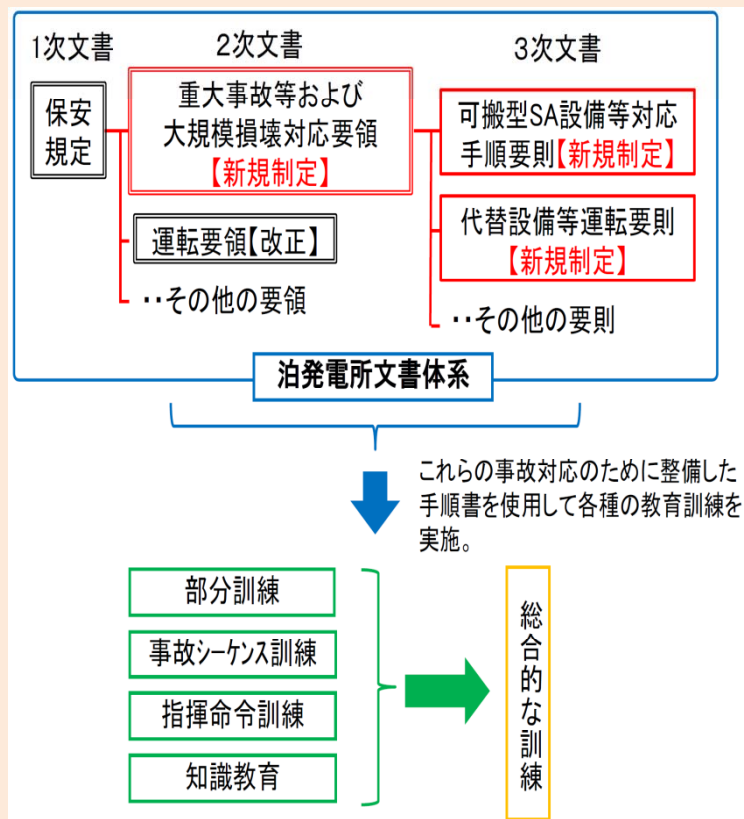 1次文書
2次文書
3次文書
保安
規定
重大事故等および
大規模損壊対応要領
【新規制定】
運転要領【改正】
‥その他の要領
可搬型SA設備等対応
手順要則【新規制定】
代替設備等運転要則
【新規制定】
‥その他の要則
泊発電所文書体系
これらの事故対応のために整備した
手順書を使用して各種の教育訓練を
実施。
部分訓練
事故シーケンス訓練
指揮命令訓練
知識教育
総合的な訓練